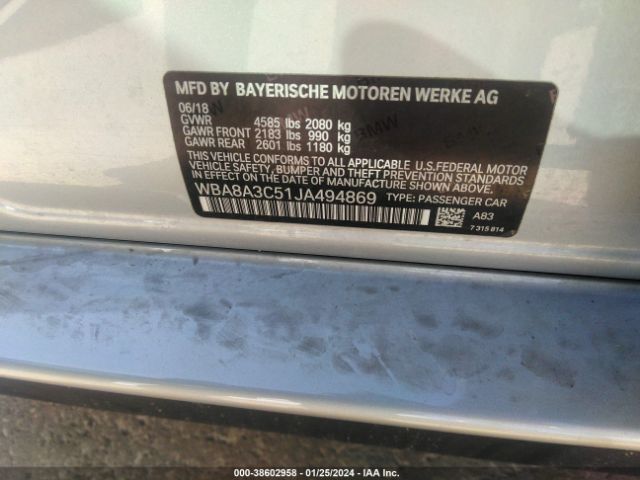 MFD BY BAYERISCHE MOTOREN WERKE AG
06/18
GVWR 4585 lbs 2080 kg
GAWR FRONT 2183 lbs 990 kg
GAWR REAR 2601 lbs 1180 kg
THIS VEHICLE CONFORMS TO ALL APPLICABLE U.S.FEDERAL MOTOR
VEHICLE SAFETY, BUMPER, AND THEFT PREVENTION STANDARDS
IN EFFECT ON THE DATE OF MANUFACTURE SHOWN ABOVE.
WBA8A3C51JA494869 TYPE: PASSENGER CAR
A83
7 315 814
000-38602958 - 01/25/2024 - IAA Inc.